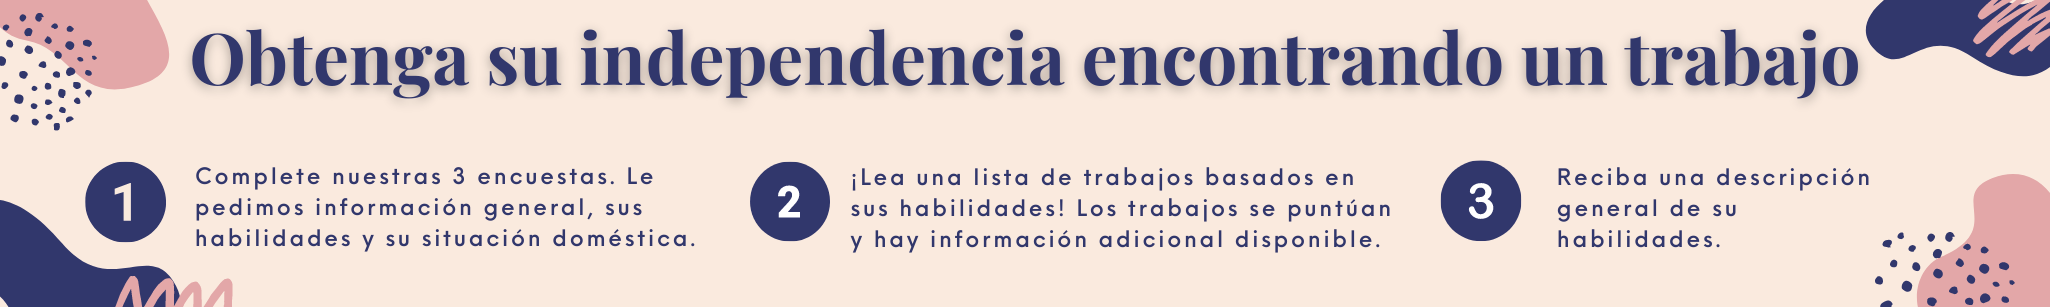 Obtenga su independencia encontrando un trabajo
1
Complete nuestras 3 encuestas. Le
pedimos información general, sus
habilidades y su situación doméstica.
2
¡Lea una lista de trabajos basados en
sus habilidades! Los trabajos se puntúan
y hay información adicional disponible.
3
Reciba una descripción
general de su
habilidades.